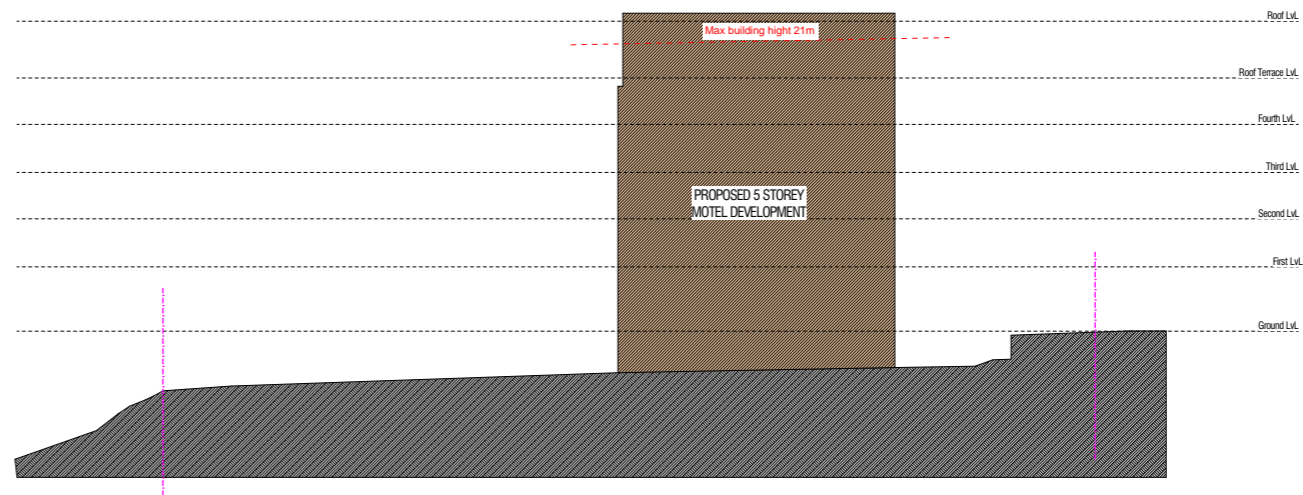 Roof LvL
Max building hight 21m
Roof Terrace LvL
Fourth LvL
Third LvL
PROPOSED 5 STOREY
MOTEL DEVELOPMENT
Second LvL
First LvL
Ground LvL